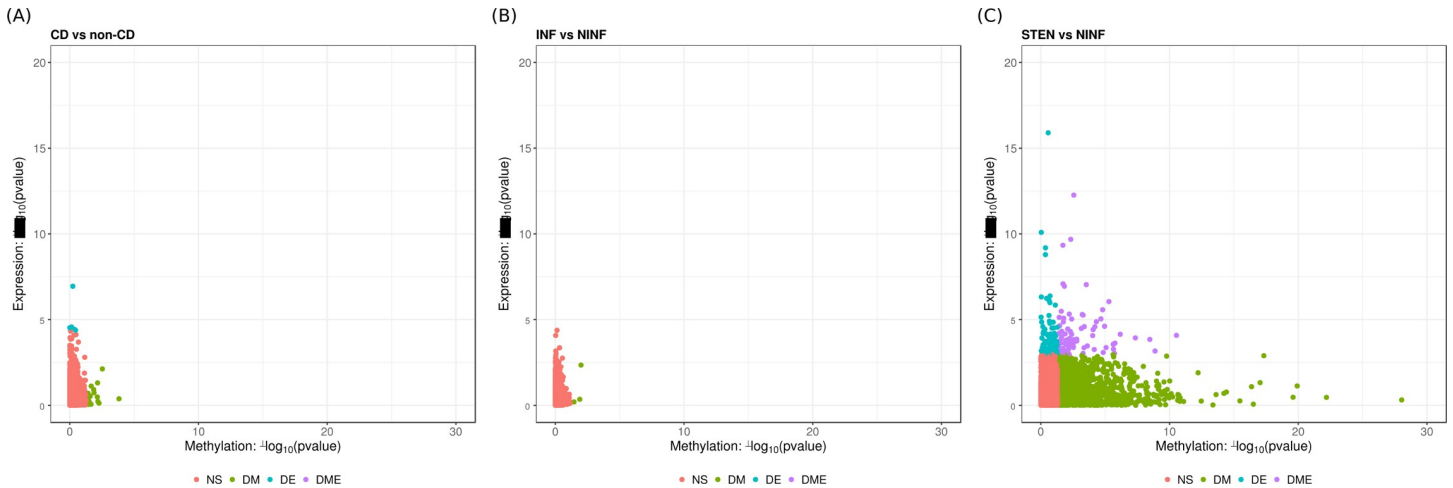 (A)
CD vs non-CD
20
15
10
5
0
Expression: g₁₀(pvalue)
0 10 20 30
Methylation: -log₁₀(pvalue)
NS DM DE DME
(B)
INF vs NINF
20
15
10
5
0
Expression: g₁₀(pvalue)
0 10 20 30
Methylation: -log₁₀(pvalue)
NS DM DE DME
(C)
STEN vs NINF
20
15
10
5
0
Expression: g₁₀(pvalue)
0 10 20 30
Methylation: -log₁₀(pvalue)
NS DM DE DME